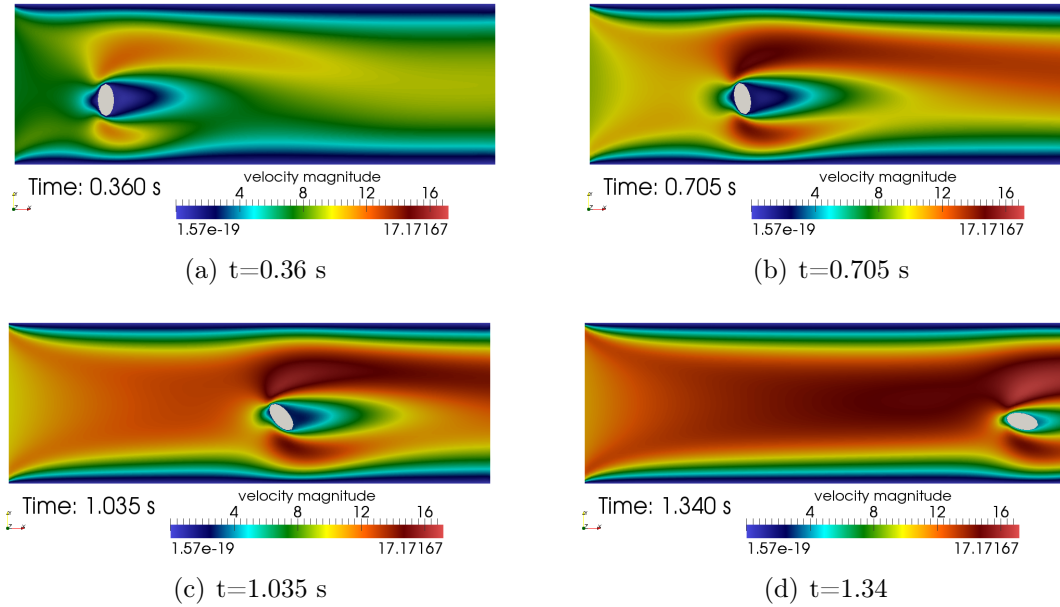 Time: 0.360 s
velocity magnitude
4 8 12 16
1.57e-19 17.17167
(a) t=0.36 s
Time: 0.705 s
velocity magnitude
4 8 12 16
1.57e-19 17.17167
(b) t=0.705 s
Time: 1.035 s
velocity magnitude
4 8 12 16
1.57e-19 17.17167
(c) t=1.035 s
Time: 1.340 s
velocity magnitude
4 8 12 16
1.57e-19 17.17167
(d) t=1.34